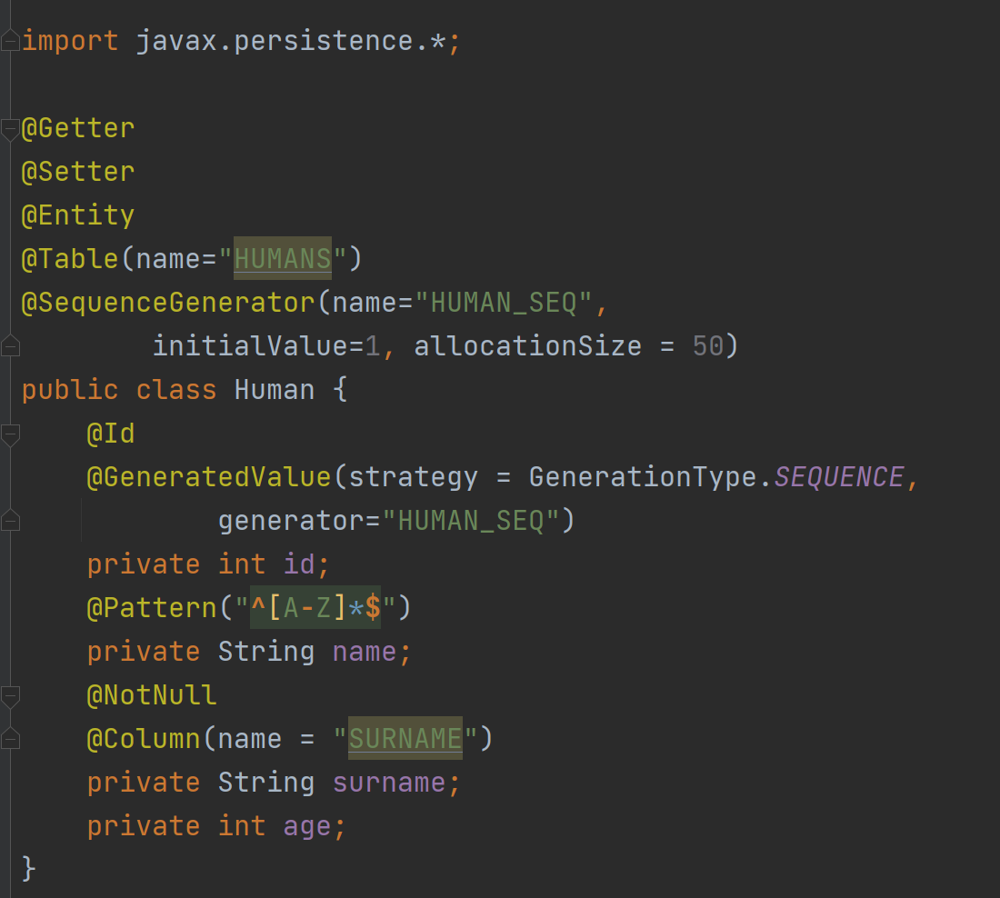 import javax.persistence.*;
@Getter
@Setter
@Entity
@Table(name="HUMANS")
@SequenceGenerator(name="HUMAN_SEQ",
initialValue=1, allocationSize = 50)
public class Human {
@Id
@GeneratedValue(strategy = GenerationType.SEQUENCE,
generator="HUMAN_SEQ")
private int id;
@Pattern("^[A-Z]*$")
private String name;
@NotNull
@Column(name = "SURNAME")
private String surname;
private int age;
}